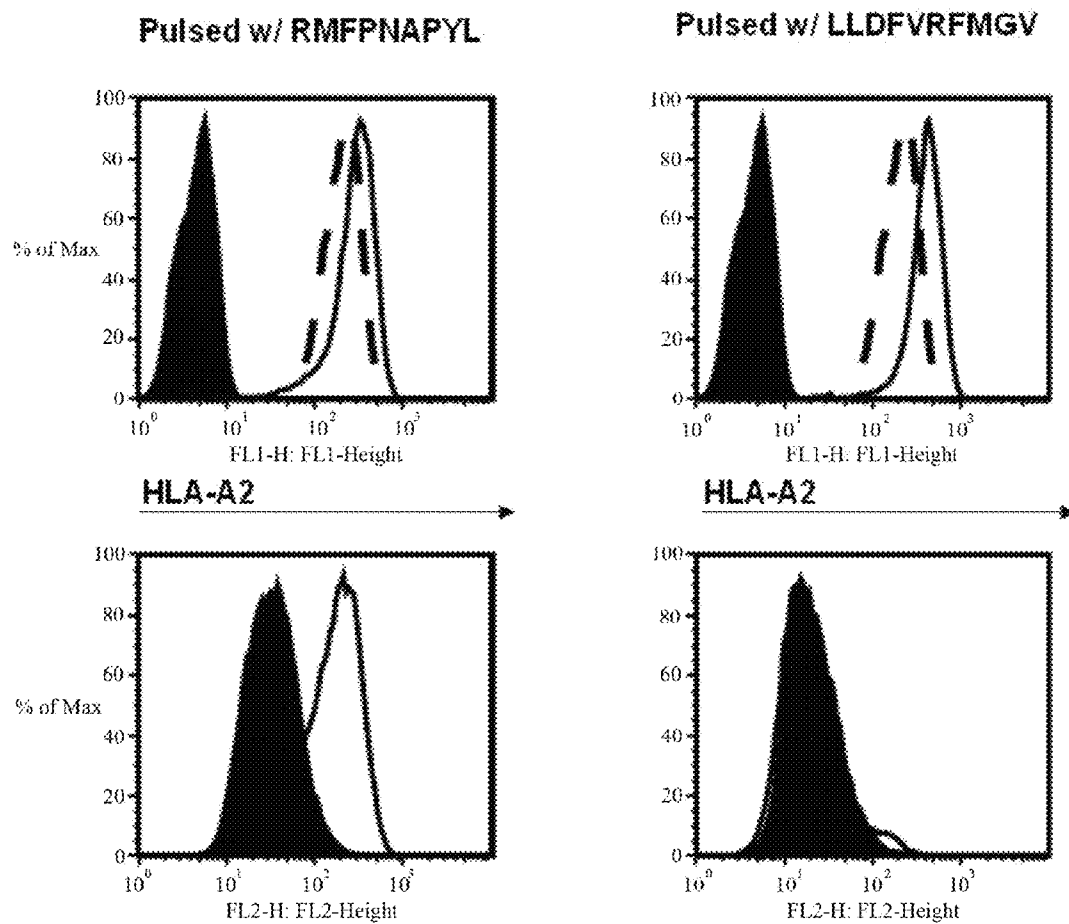 Pulsed w/ RMFPNAPYL
Pulsed w/ LLDFVRFMGV
100
80
60
% of Max
40
20
0
10⁰ 10¹ 10² 10³
FL1-H: FL1-Height
100
80
60
40
20
0
10⁰ 10¹ 10² 10³
FL1-H: FL1-Height
HLA-A2
HLA-A2
100
80
60
% of Max
40
20
0
10⁰ 10¹ 10² 10³
FL2-H: FL2-Height
100
80
60
40
20
0
10⁰ 10¹ 10² 10³
FL2-H: FL2-Height